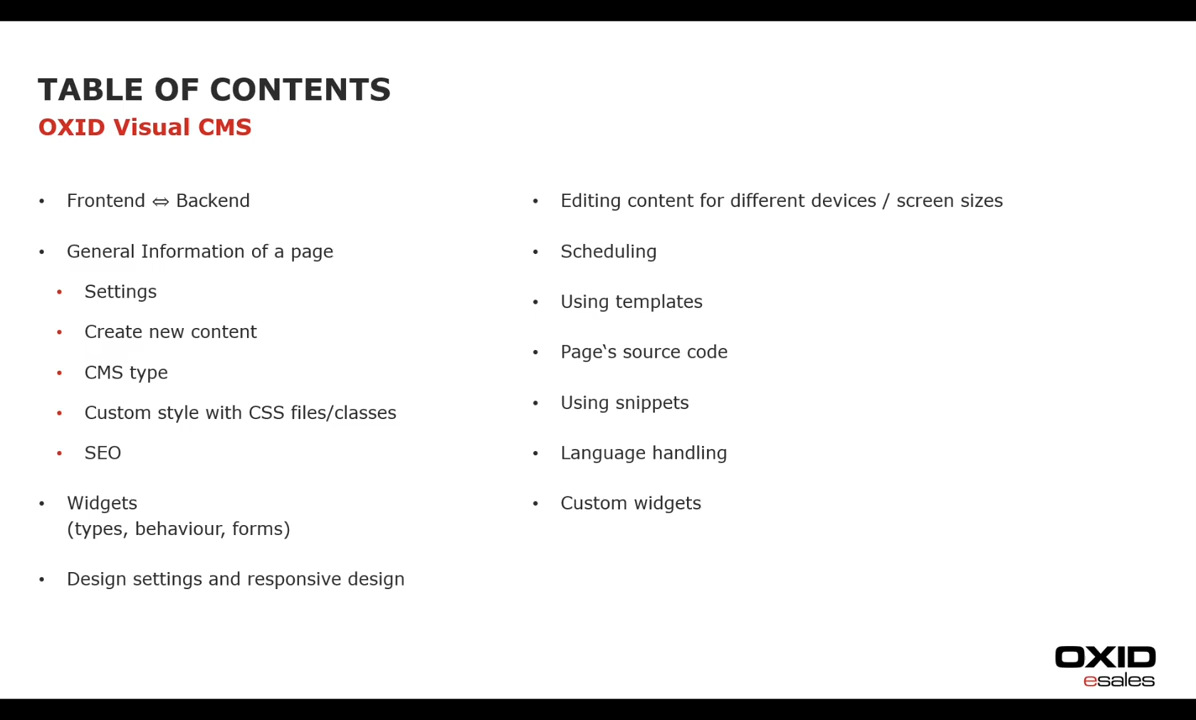 TABLE OF CONTENTS
OXID Visual CMS
• Frontend ⇔ Backend
• General Information of a page
• Settings
• Create new content
• CMS type
• Custom style with CSS files/classes
• SEO
• Widgets
(types, behaviour, forms)
• Design settings and responsive design
• Editing content for different devices / screen sizes
• Scheduling
• Using templates
• Page‘s source code
• Using snippets
• Language handling
• Custom widgets
OXID
esales